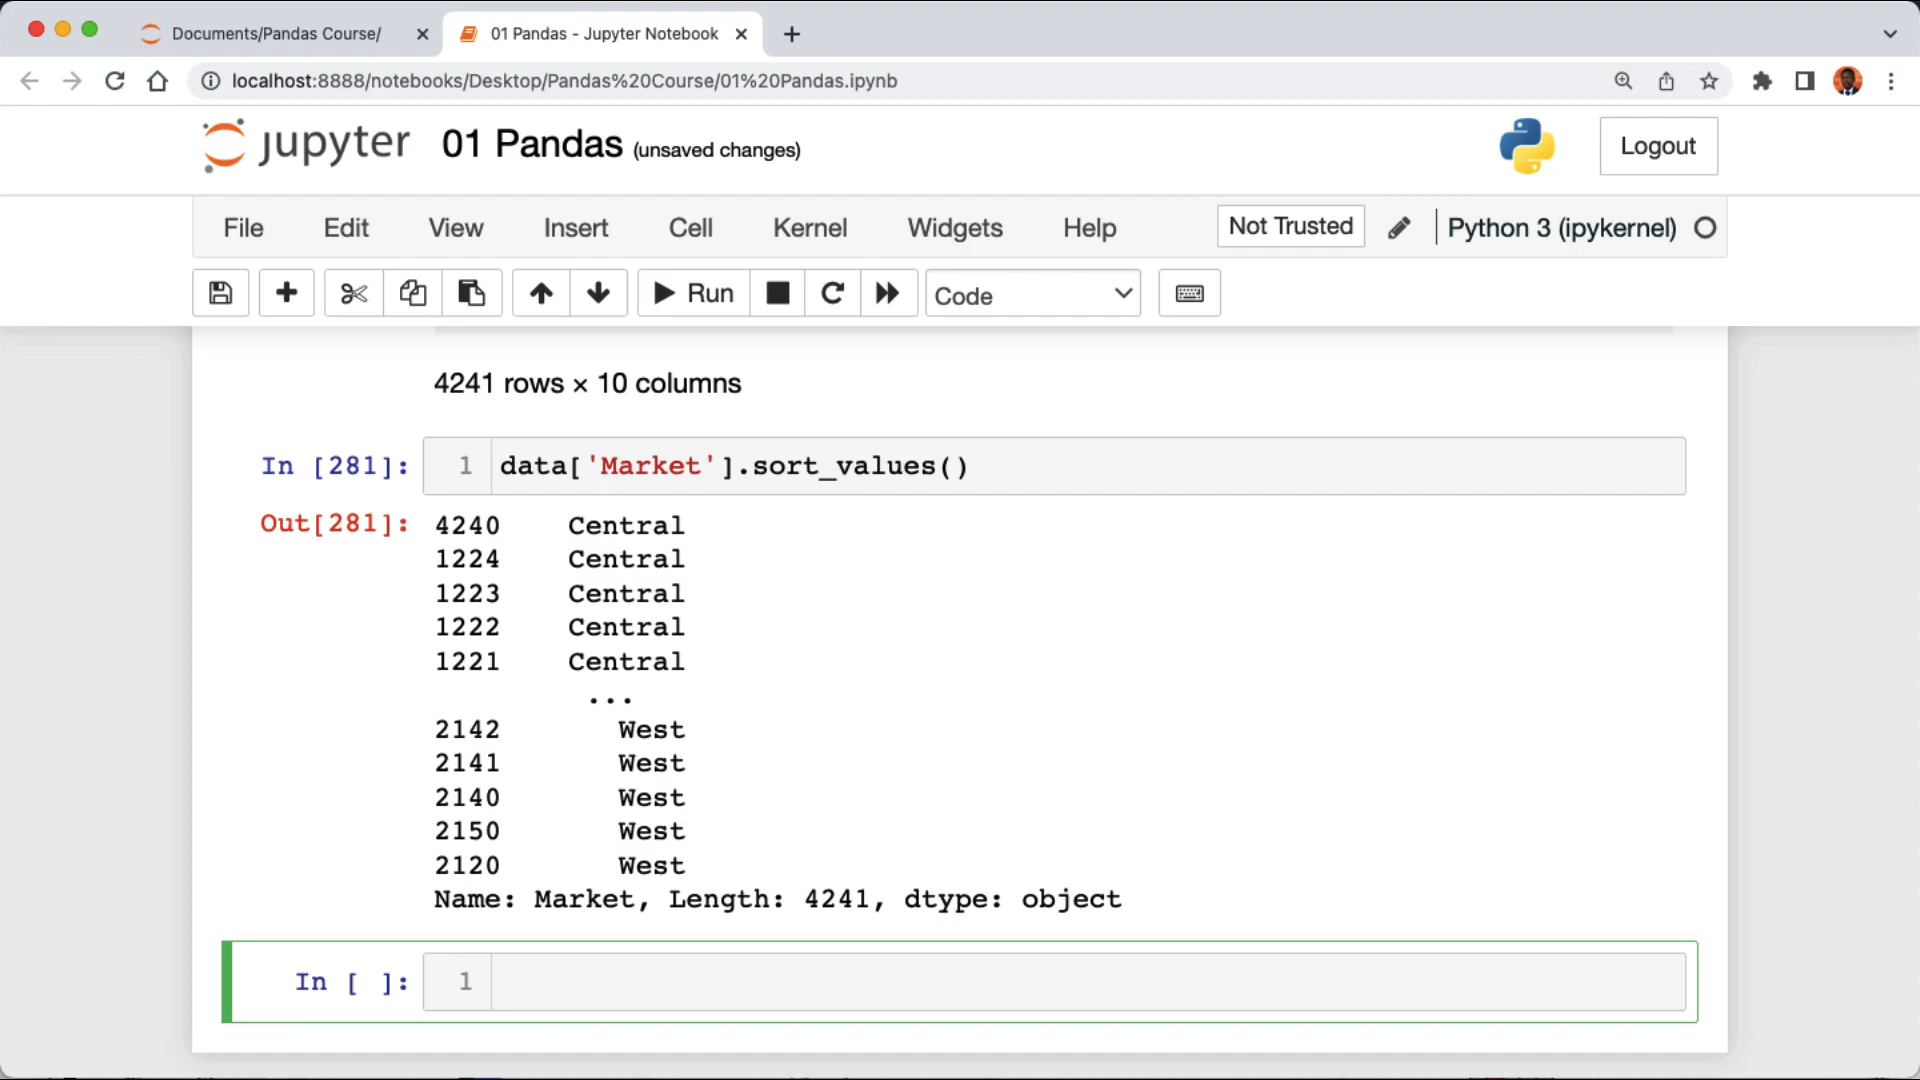 Documents/Pandas Course/
01 Pandas - Jupyter Notebook
localhost:8888/notebooks/Desktop/Pandas%20Course/01%20Pandas.ipynb
jupyter 01 Pandas (unsaved changes)
Logout
File Edit View Insert Cell Kernel Widgets Help Not Trusted Python 3 (ipykernel)
Run Code
4241 rows × 10 columns
In [281]: 1 data['Market'].sort_values()
Out[281]: 4240 Central
1224 Central
1223 Central
1222 Central
1221 Central
...
2142 West
2141 West
2140 West
2150 West
2120 West
Name: Market, Length: 4241, dtype: object
In [ ]: 1